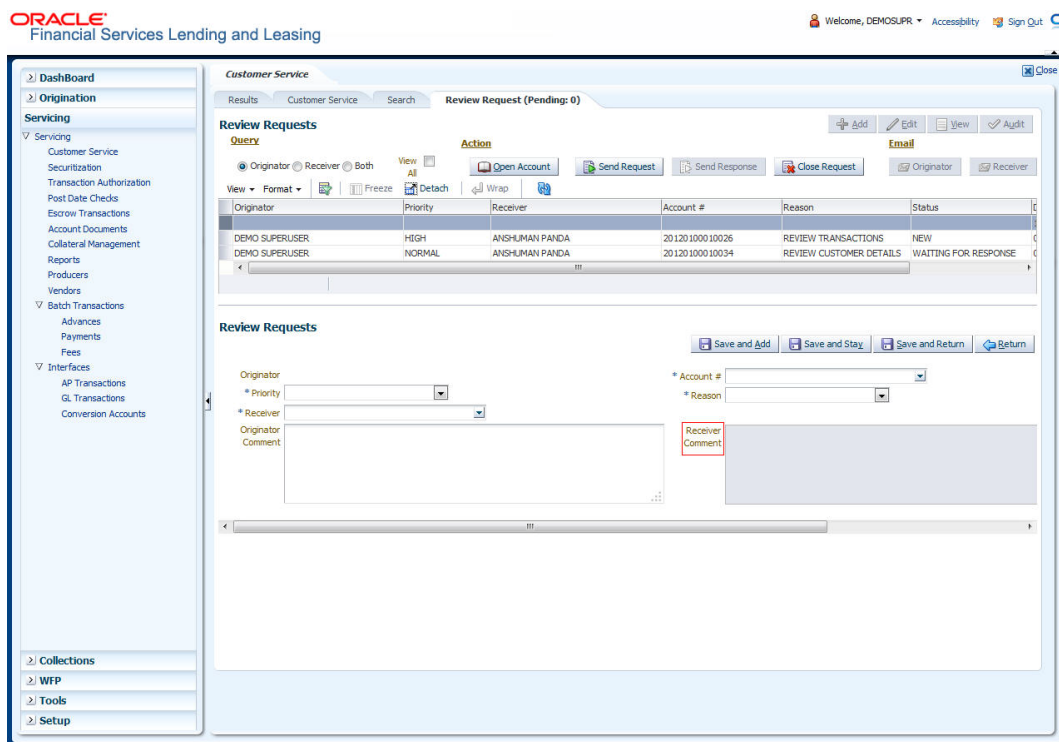 ORACLE
Financial Services Lending and Leasing
Welcome, DEMOSUPR Accessibility Sign Out
Close
DashBoard
Origination
Servicing
Servicing
Customer Service
Securitization
Transaction Authorization
Post Date Checks
Escrow Transactions
Account Documents
Collateral Management
Reports
Producers
Vendors
Batch Transactions
Advances
Payments
Fees
Interfaces
AP Transactions
GL Transactions
Conversion Accounts
Collections
WFP
Tools
Setup
Customer Service
Results Customer Service Search Review Request (Pending: 0)
Review Requests
Add Edit View Audit
Query Action Email
Originator Receiver Both View All Open Account Send Request Send Response Close Request Originator Receiver
View Format Freeze Detach Wrap
Originator Priority Receiver Account # Reason Status
DEMO SUPERUSER HIGH ANSHUMAN PANDA 20120100010026 REVIEW TRANSACTIONS NEW
DEMO SUPERUSER NORMAL ANSHUMAN PANDA 20120100010034 REVIEW CUSTOMER DETAILS WAITING FOR RESPONSE
Review Requests
Save and Add Save and Stay Save and Return Return
Originator * Account #
* Priority * Reason
* Receiver
Originator Comment Receiver Comment